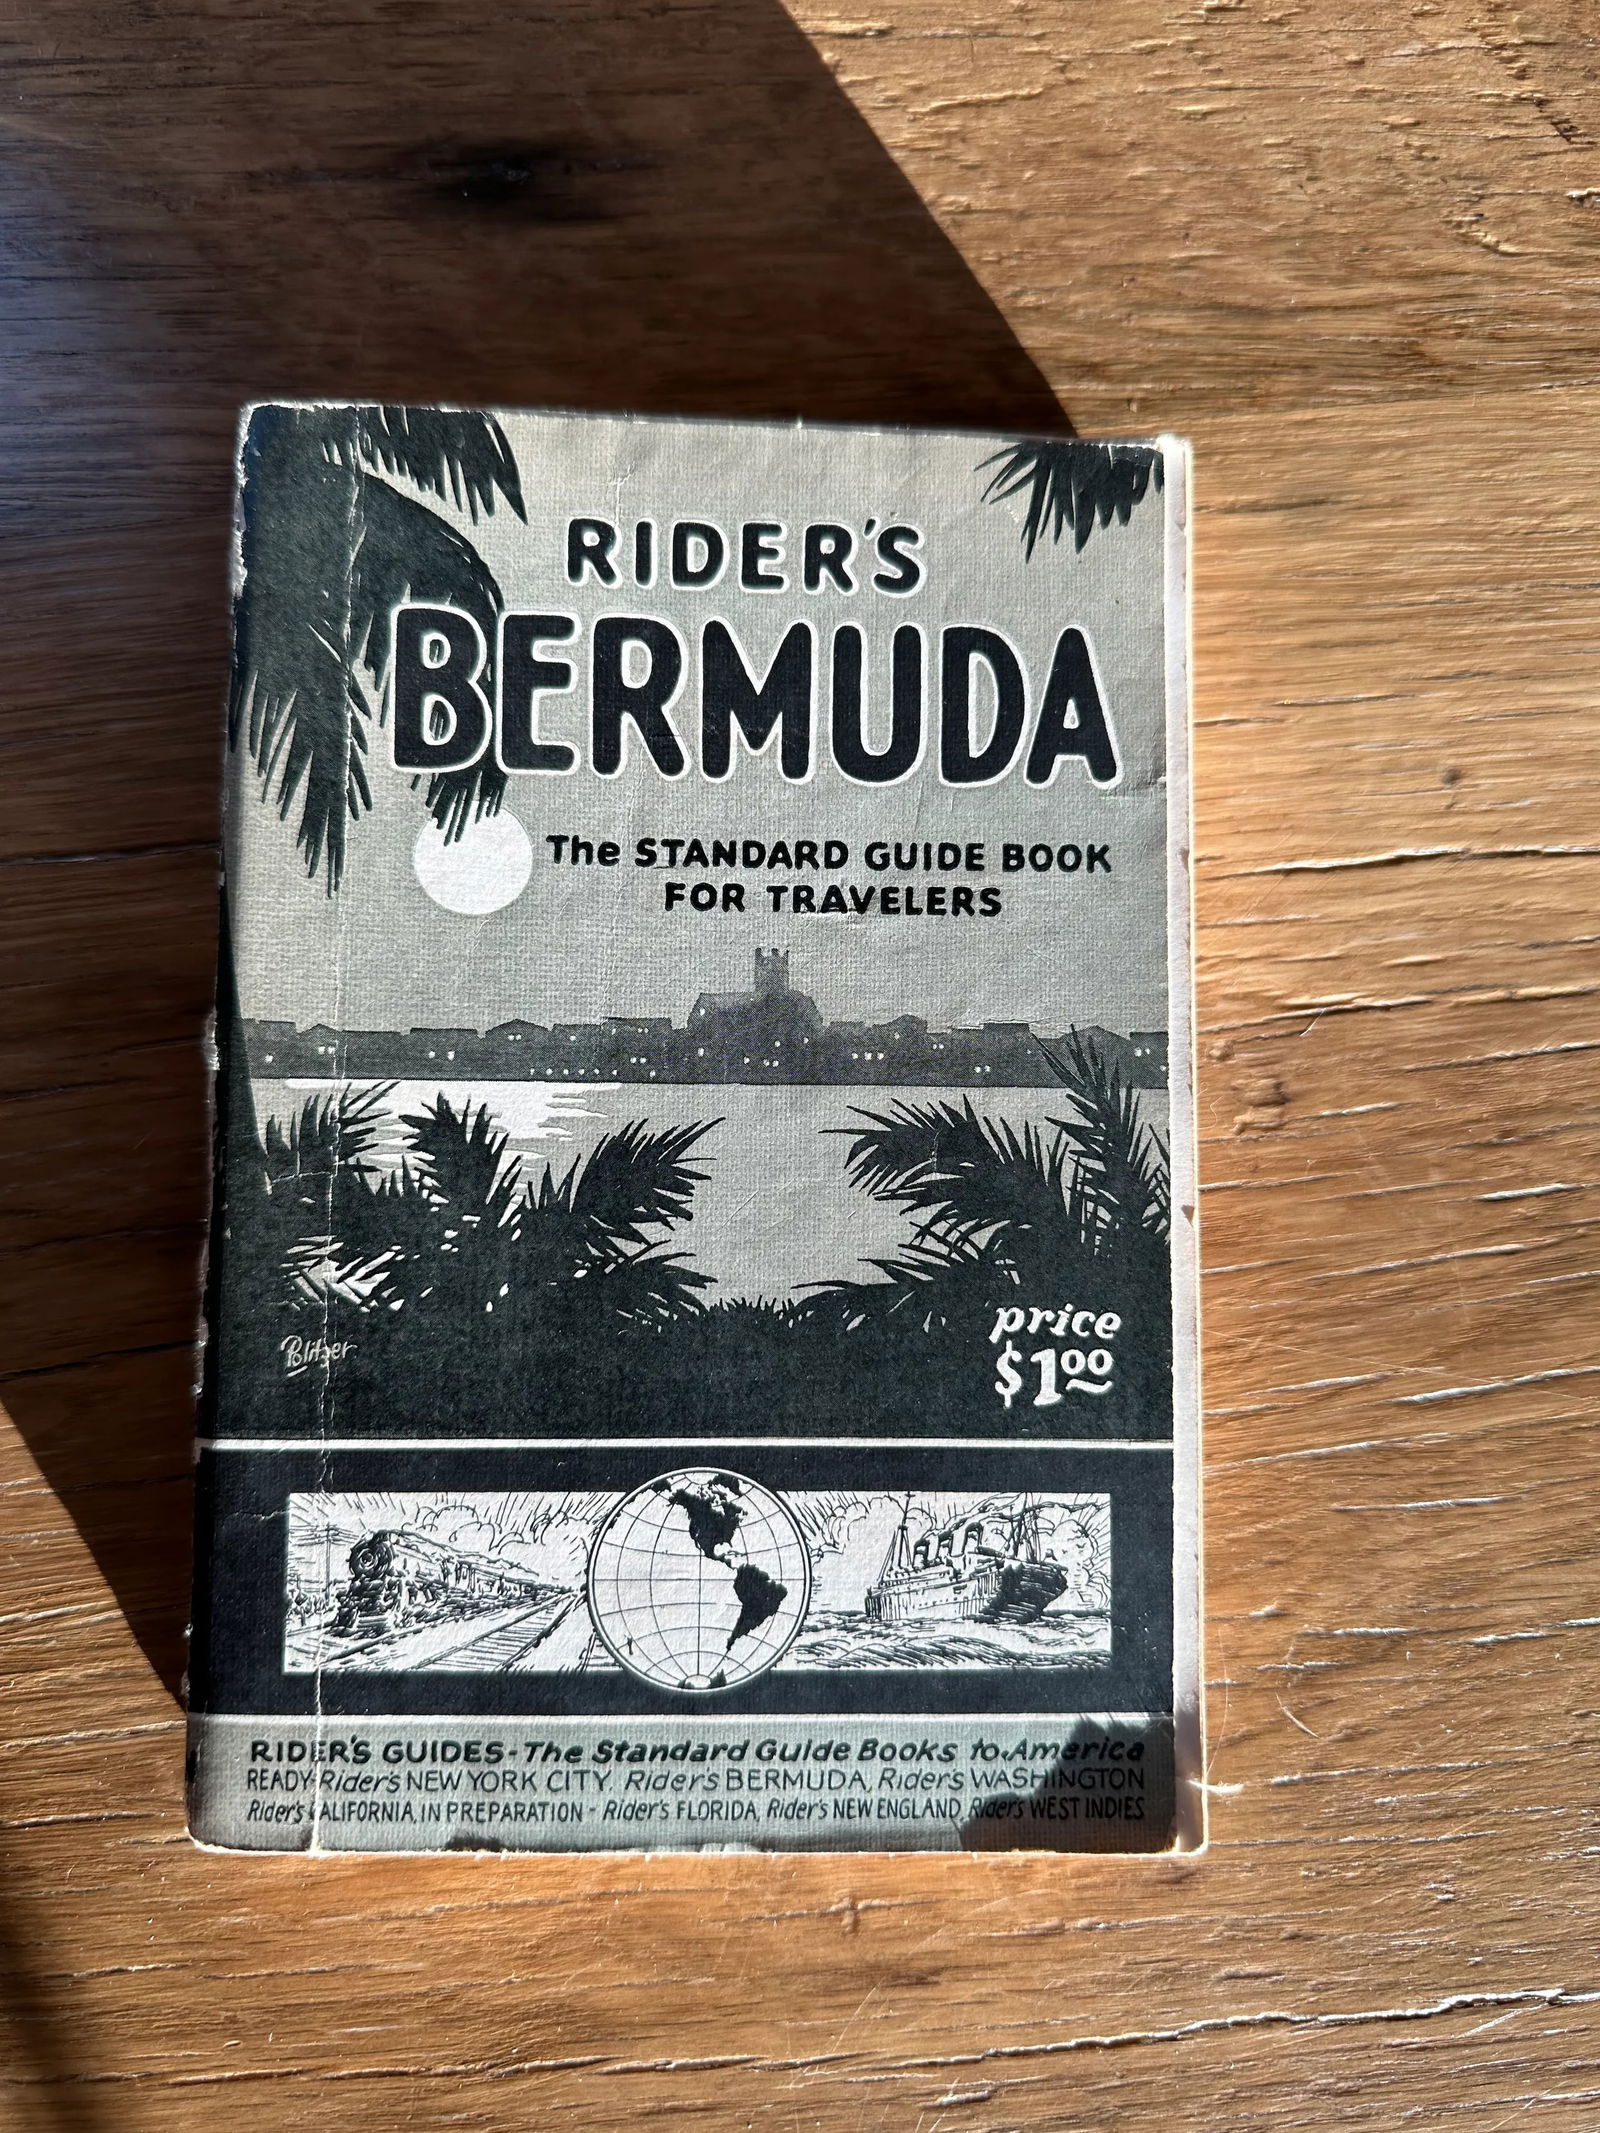 RIDER'S
BERMUDA
The STANDARD GUIDE BOOK
FOR TRAVELERS
price
$1.00
Politzer
RIDER'S GUIDES - The Standard Guide Books to America
READY-Rider's NEW YORK CITY, Rider's BERMUDA, Rider's WASHINGTON
Rider's CALIFORNIA, IN PREPARATION - Rider's FLORIDA, Rider's NEW ENGLAND, Rider's WEST INDIES